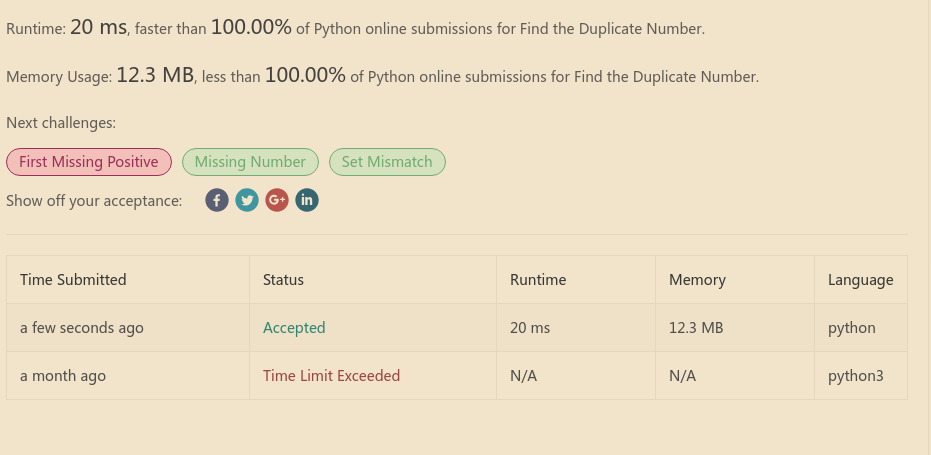 Runtime: 20 ms, faster than 100.00% of Python online submissions for Find the Duplicate Number.
Memory Usage: 12.3 MB, less than 100.00% of Python online submissions for Find the Duplicate Number.
Next challenges:
First Missing Positive Missing Number Set Mismatch
Show off your acceptance: f G+ in
Time Submitted Status Runtime Memory Language
a few seconds ago Accepted 20 ms 12.3 MB python
a month ago Time Limit Exceeded N/A N/A python3